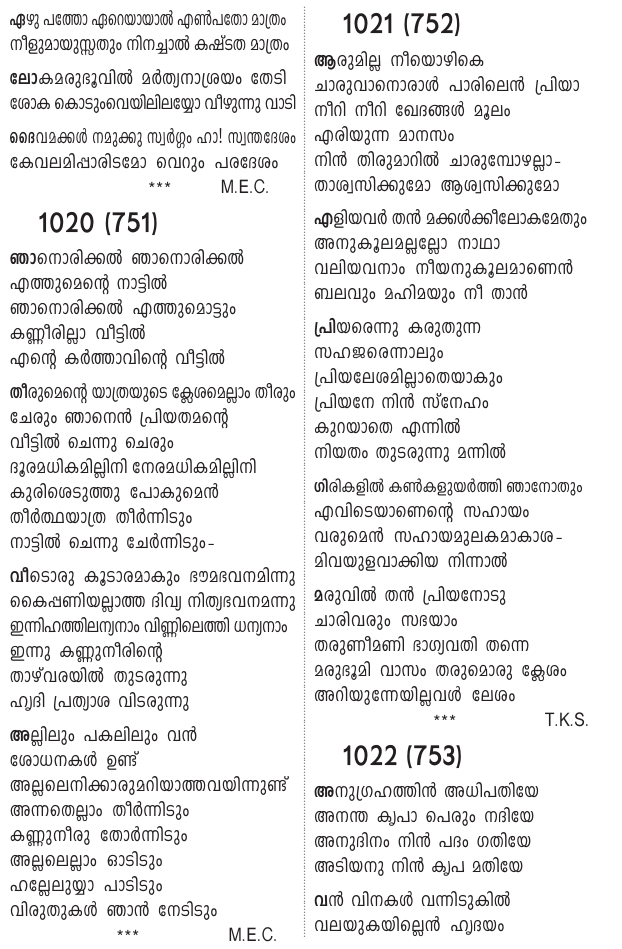 ഏഴു പത്തോ ഏറെയായാൽ എൺപതോ മാത്രം
നീളുമായുസ്സതും നിനച്ചാൽ കഷ്ടത മാത്രം
ലോകമരുഭൂവിൽ മർത്യനാശ്രയം തേടി
ശോക കൊടുംവെയിലിലയ്യോ വീഴുന്നു വാടി
ദൈവമക്കൾ നമുക്കു സ്വർഗ്ഗം ഹാ! സ്വന്തദേശം
കേവലമിപ്പാരിടമോ വെറും പരദേശം
*** M.E.C.
1020 (751)
ഞാനൊരിക്കൽ ഞാനൊരിക്കൽ
എത്തുമെന്റെ നാട്ടിൽ
ഞാനൊരിക്കൽ എത്തുമൊട്ടും
കണ്ണീരില്ലാ വീട്ടിൽ
എന്റെ കർത്താവിന്റെ വീട്ടിൽ
തീരുമെന്റെ യാത്രയുടെ ക്ലേശമെല്ലാം തീരും
ചേരും ഞാനെൻ പ്രിയതമന്റെ
വീട്ടിൽ ചെന്നു ചെരും
ദൂരമധികമില്ലിനി നേരമധികമില്ലിനി
കുരിശെടുത്തു പോകുമെൻ
തീർത്ഥയാത്ര തീർന്നിടും
നാട്ടിൽ ചെന്നു ചേർന്നിടും-
വീടൊരു കൂടാരമാകും ഭൗമഭവനമിന്നു
കൈപ്പണിയല്ലാത്ത ദിവ്യ നിത്യഭവനമന്നു
ഇന്നിഹത്തിലന്യനാം വിണ്ണിലെത്തി ധന്യനാം
ഇന്നു കണ്ണുനീരിന്റെ
താഴ്‌വരയിൽ തുടരുന്നു
ഹൃദി പ്രത്യാശ വിടരുന്നു
അല്ലിലും പകലിലും വൻ
ശോധനകൾ ഉണ്ട്
അല്ലലെനിക്കാരുമറിയാത്തവയിന്നുണ്ട്
അന്നതെല്ലാം തീർന്നിടും
കണ്ണുനീരു തോർന്നിടും
അല്ലലെല്ലാം ഓടിടും
ഹല്ലേലുയ്യാ പാടിടും
വിരുതുകൾ ഞാൻ നേടിടും
*** M.E.C.
1021 (752)
ആരുമില്ല നീയൊഴികെ
ചാരുവാനൊരാൾ പാരിലെൻ പ്രിയാ
നീറി നീറി ഖേദങ്ങൾ മൂലം
എരിയുന്ന മാനസം
നിൻ തിരുമാറിൽ ചാരുമ്പോഴല്ലാ-
താശ്വസിക്കുമോ ആശ്വസിക്കുമോ
എളിയവർ തൻ മക്കൾക്കീലോകമേതും
അനുകൂലമല്ലല്ലോ നാഥാ
വലിയവനാം നീയനുകൂലമാണെൻ
ബലവും മഹിമയും നീ താൻ
പ്രിയരെന്നു കരുതുന്ന
സഹജരെന്നാലും
പ്രിയലേശമില്ലാതെയാകും
പ്രിയനേ നിൻ സ്നേഹം
കുറയാതെ എന്നിൽ
നിയതം തുടരുന്നു മന്നിൽ
ഗിരികളിൽ കൺകളുയർത്തി ഞാനോതും
എവിടെയാണെന്റെ സഹായം
വരുമെൻ സഹായമുലകമാകാശ-
മിവയുളവാക്കിയ നിന്നാൽ
മരുവിൽ തൻ പ്രിയനോടു
ചാരിവരും സഭയാം
തരുണീമണി ഭാഗ്യവതി തന്നെ
മരുഭൂമി വാസം തരുമൊരു ക്ലേശം
അറിയുന്നേയില്ലവൾ ലേശം
*** T.K.S.
1022 (753)
അനുഗ്രഹത്തിൻ അധിപതിയേ
അനന്ത കൃപാ പെരും നദിയേ
അനുദിനം നിൻ പദം ഗതിയേ
അടിയനു നിൻ കൃപ മതിയേ
വൻ വിനകൾ വന്നിടുകിൽ
വലയുകയില്ലെൻ ഹൃദയം